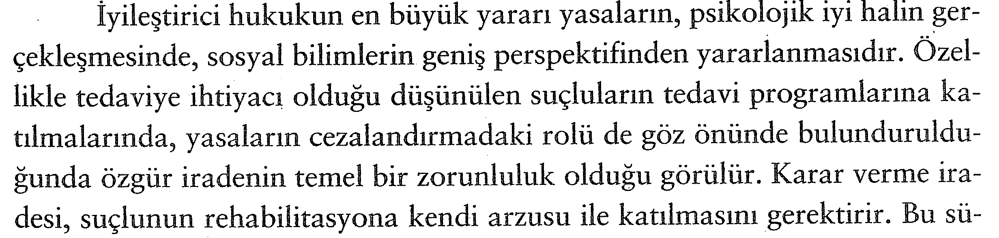 İyileştirici hukukun en büyük yararı yasaların, psikolojik iyi halin ger-
çekleşmesinde, sosyal bilimlerin geniş perspektifinden yararlanmasıdır. Özel-
likle tedaviye ihtiyacı olduğu düşünülen suçluların tedavi programlarına ka-
tılmalarında, yasaların cezalandırmadaki rolü de göz önünde bulunduruldu-
ğunda özgür iradenin temel bir zorunluluk olduğu görülür. Karar verme ira-
desi, suçlunun rehabilitasyona kendi arzusu ile katılmasını gerektirir. Bu sü-